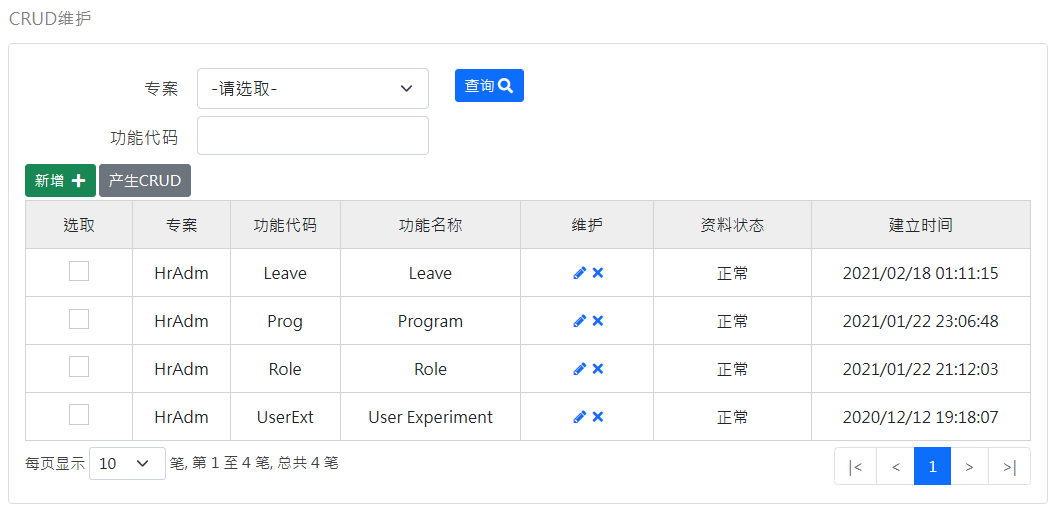 CRUD维护
专案 -请选取- 查询
功能代码
新增 产生CRUD
选取 专案 功能代码 功能名称 维护 资料状态 建立时间
HrAdm Leave Leave 正常 2021/02/18 01:11:15
HrAdm Prog Program 正常 2021/01/22 23:06:48
HrAdm Role Role 正常 2021/01/22 21:12:03
HrAdm UserExt User Experiment 正常 2020/12/12 19:18:07
每页显示 10 笔, 第 1 至 4 笔, 总共 4 笔 |< < 1 > >|